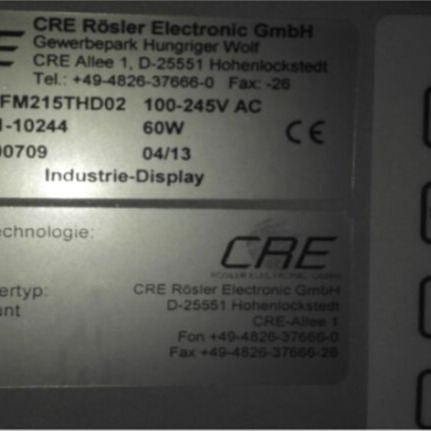 CRE Rösler Electronic GmbH
Gewerbepark Hungriger Wolf
CRE Allee 1, D-25551 Hohenlockstedt
Tel.: +49-4826-37666-0 Fax: -26
FM215THD02 100-245V AC
-10244 60W CE
00709 04/13
Industrie-Display
echnologie:
CRE
RÖSLER ELECTRONIC GMBH
ertyp: CRE Rösler Electronic GmbH
D-25551 Hohenlockstedt
CRE-Allee 1
Fon +49-4826-37666-0
Fax +49-4826-37666-26